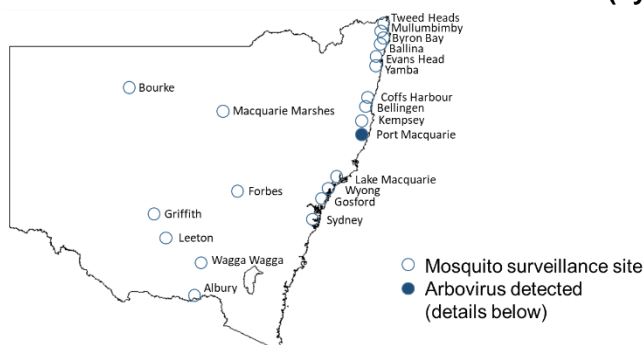 Tweed Heads
Mullumbimby
Byron Bay
Ballina
Evans Head
Yamba
Bourke
Coffs Harbour
Macquarie Marshes
Bellingen
Kempsey
Port Macquarie
Lake Macquarie
Forbes
Wyong
Gosford
Griffith
Sydney
Leeton
Wagga Wagga
Albury
Mosquito surveillance site
Arbovirus detected
(details below)